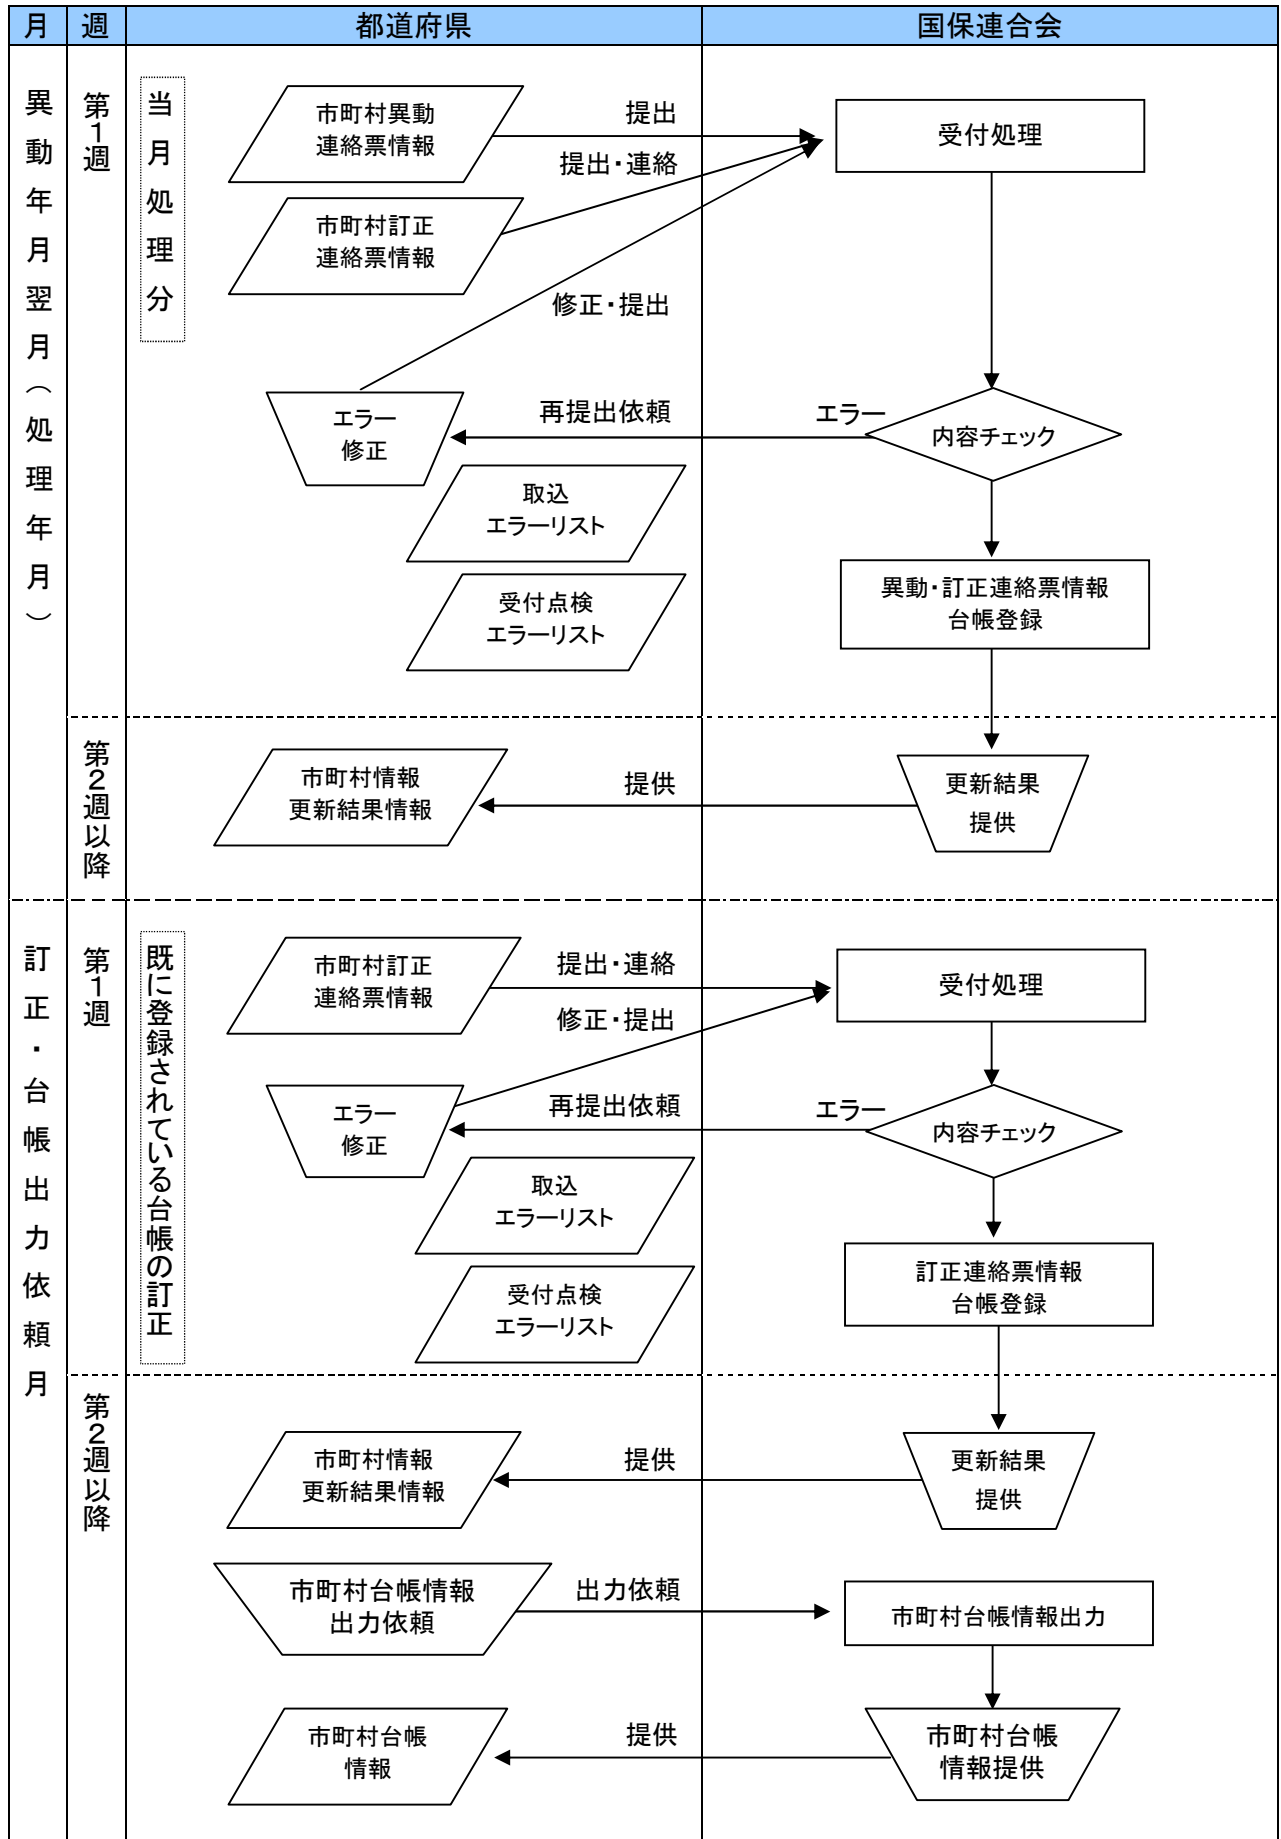 月 週 都道府県 国保連合会
異動年月翌月（処理年月）
第1週
当月処理分
市町村異動
連絡票情報
提出
受付処理
提出・連絡
市町村訂正
連絡票情報
修正・提出
エラー
修正
再提出依頼
エラー
内容チェック
取込
エラーリスト
受付点検
エラーリスト
異動・訂正連絡票情報
台帳登録
第2週以降
市町村情報
更新結果情報
提供
更新結果
提供
訂正・台帳出力依頼月
第1週
既に登録されている台帳の訂正
市町村訂正
連絡票情報
提出・連絡
受付処理
修正・提出
エラー
修正
再提出依頼
エラー
内容チェック
取込
エラーリスト
受付点検
エラーリスト
訂正連絡票情報
台帳登録
第2週以降
市町村情報
更新結果情報
提供
更新結果
提供
市町村台帳情報
出力依頼
出力依頼
市町村台帳情報出力
市町村台帳
情報
提供
市町村台帳
情報提供